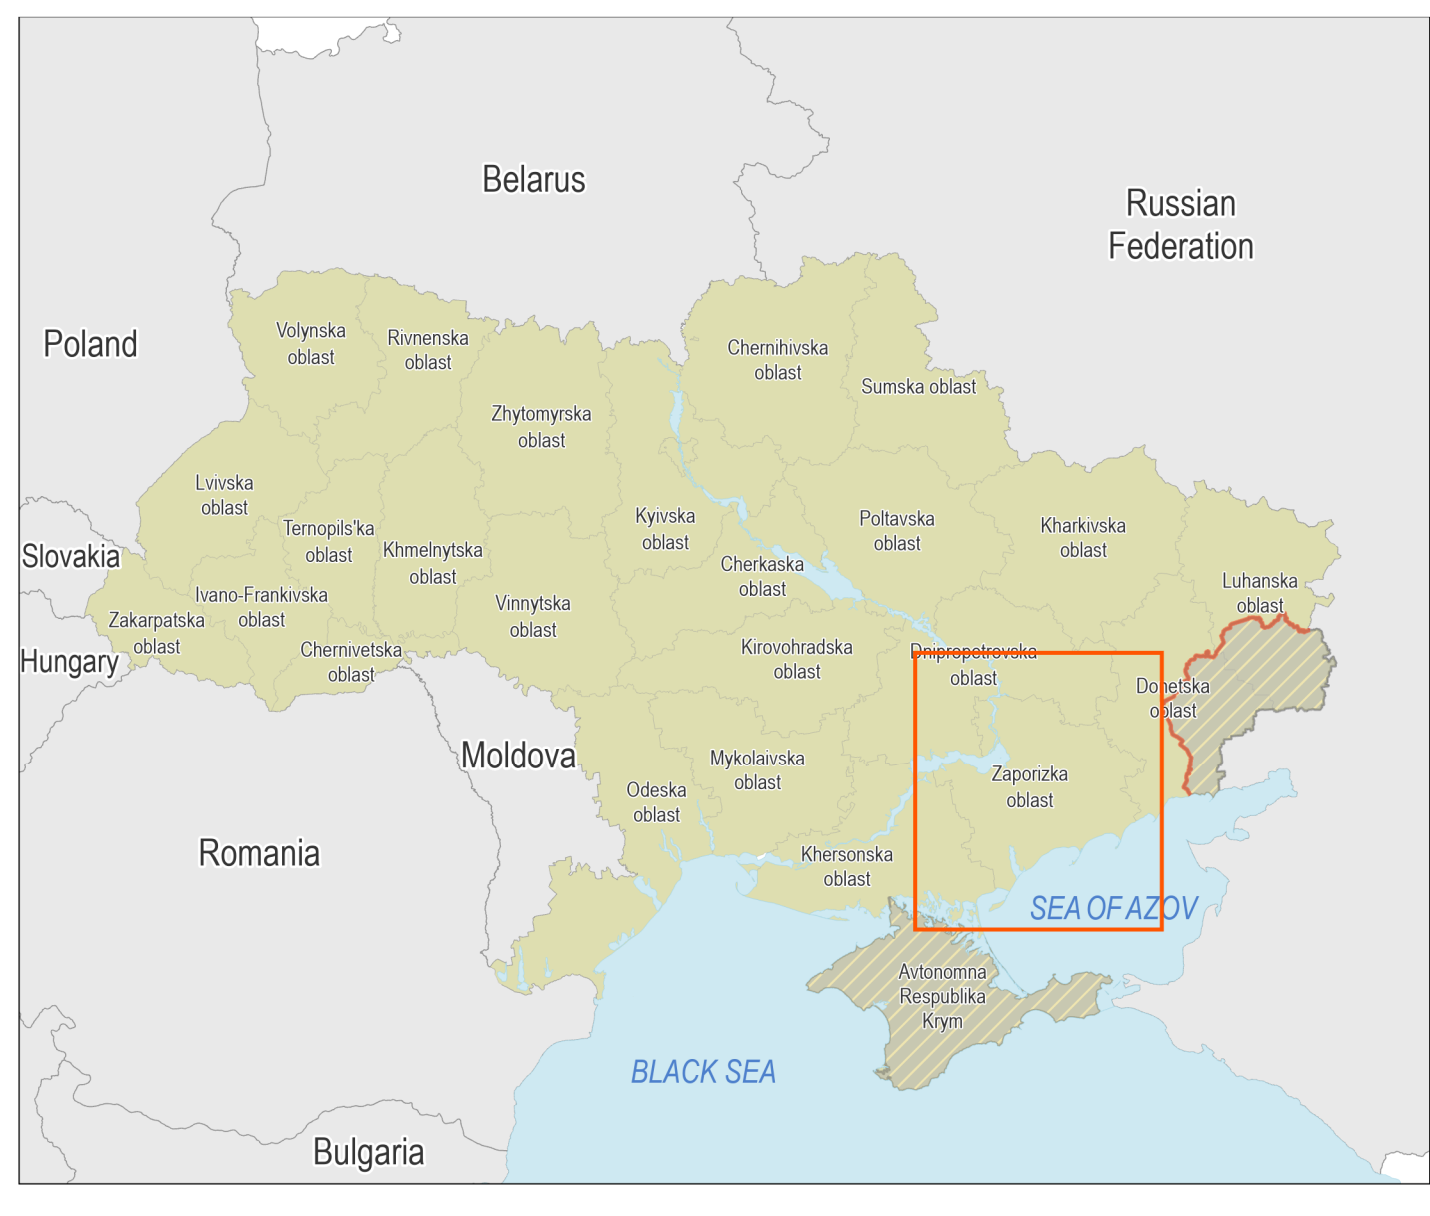 Belarus
Russian
Federation
Poland
Volynska
oblast
Rivnenska
oblast
Chernihivska
oblast
Sumska oblast
Zhytomyrska
oblast
Lvivska
oblast
Ternopils'ka
oblast
Khmelnytska
oblast
Kyivska
oblast
Poltavska
oblast
Kharkivska
oblast
Slovakia
Cherkaska
oblast
Luhanska
oblast
Ivano-Frankivska
oblast
Zakarpatska
oblast
Vinnytska
oblast
Hungary
Chernivetska
oblast
Kirovohradska
oblast
Dnipropetrovska
oblast
Donetska
oblast
Moldova
Mykolaivska
oblast
Zaporizka
oblast
Odeska
oblast
Romania
Khersonska
oblast
SEA OF AZOV
Avtonomna
Respublika
Krym
BLACK SEA
Bulgaria